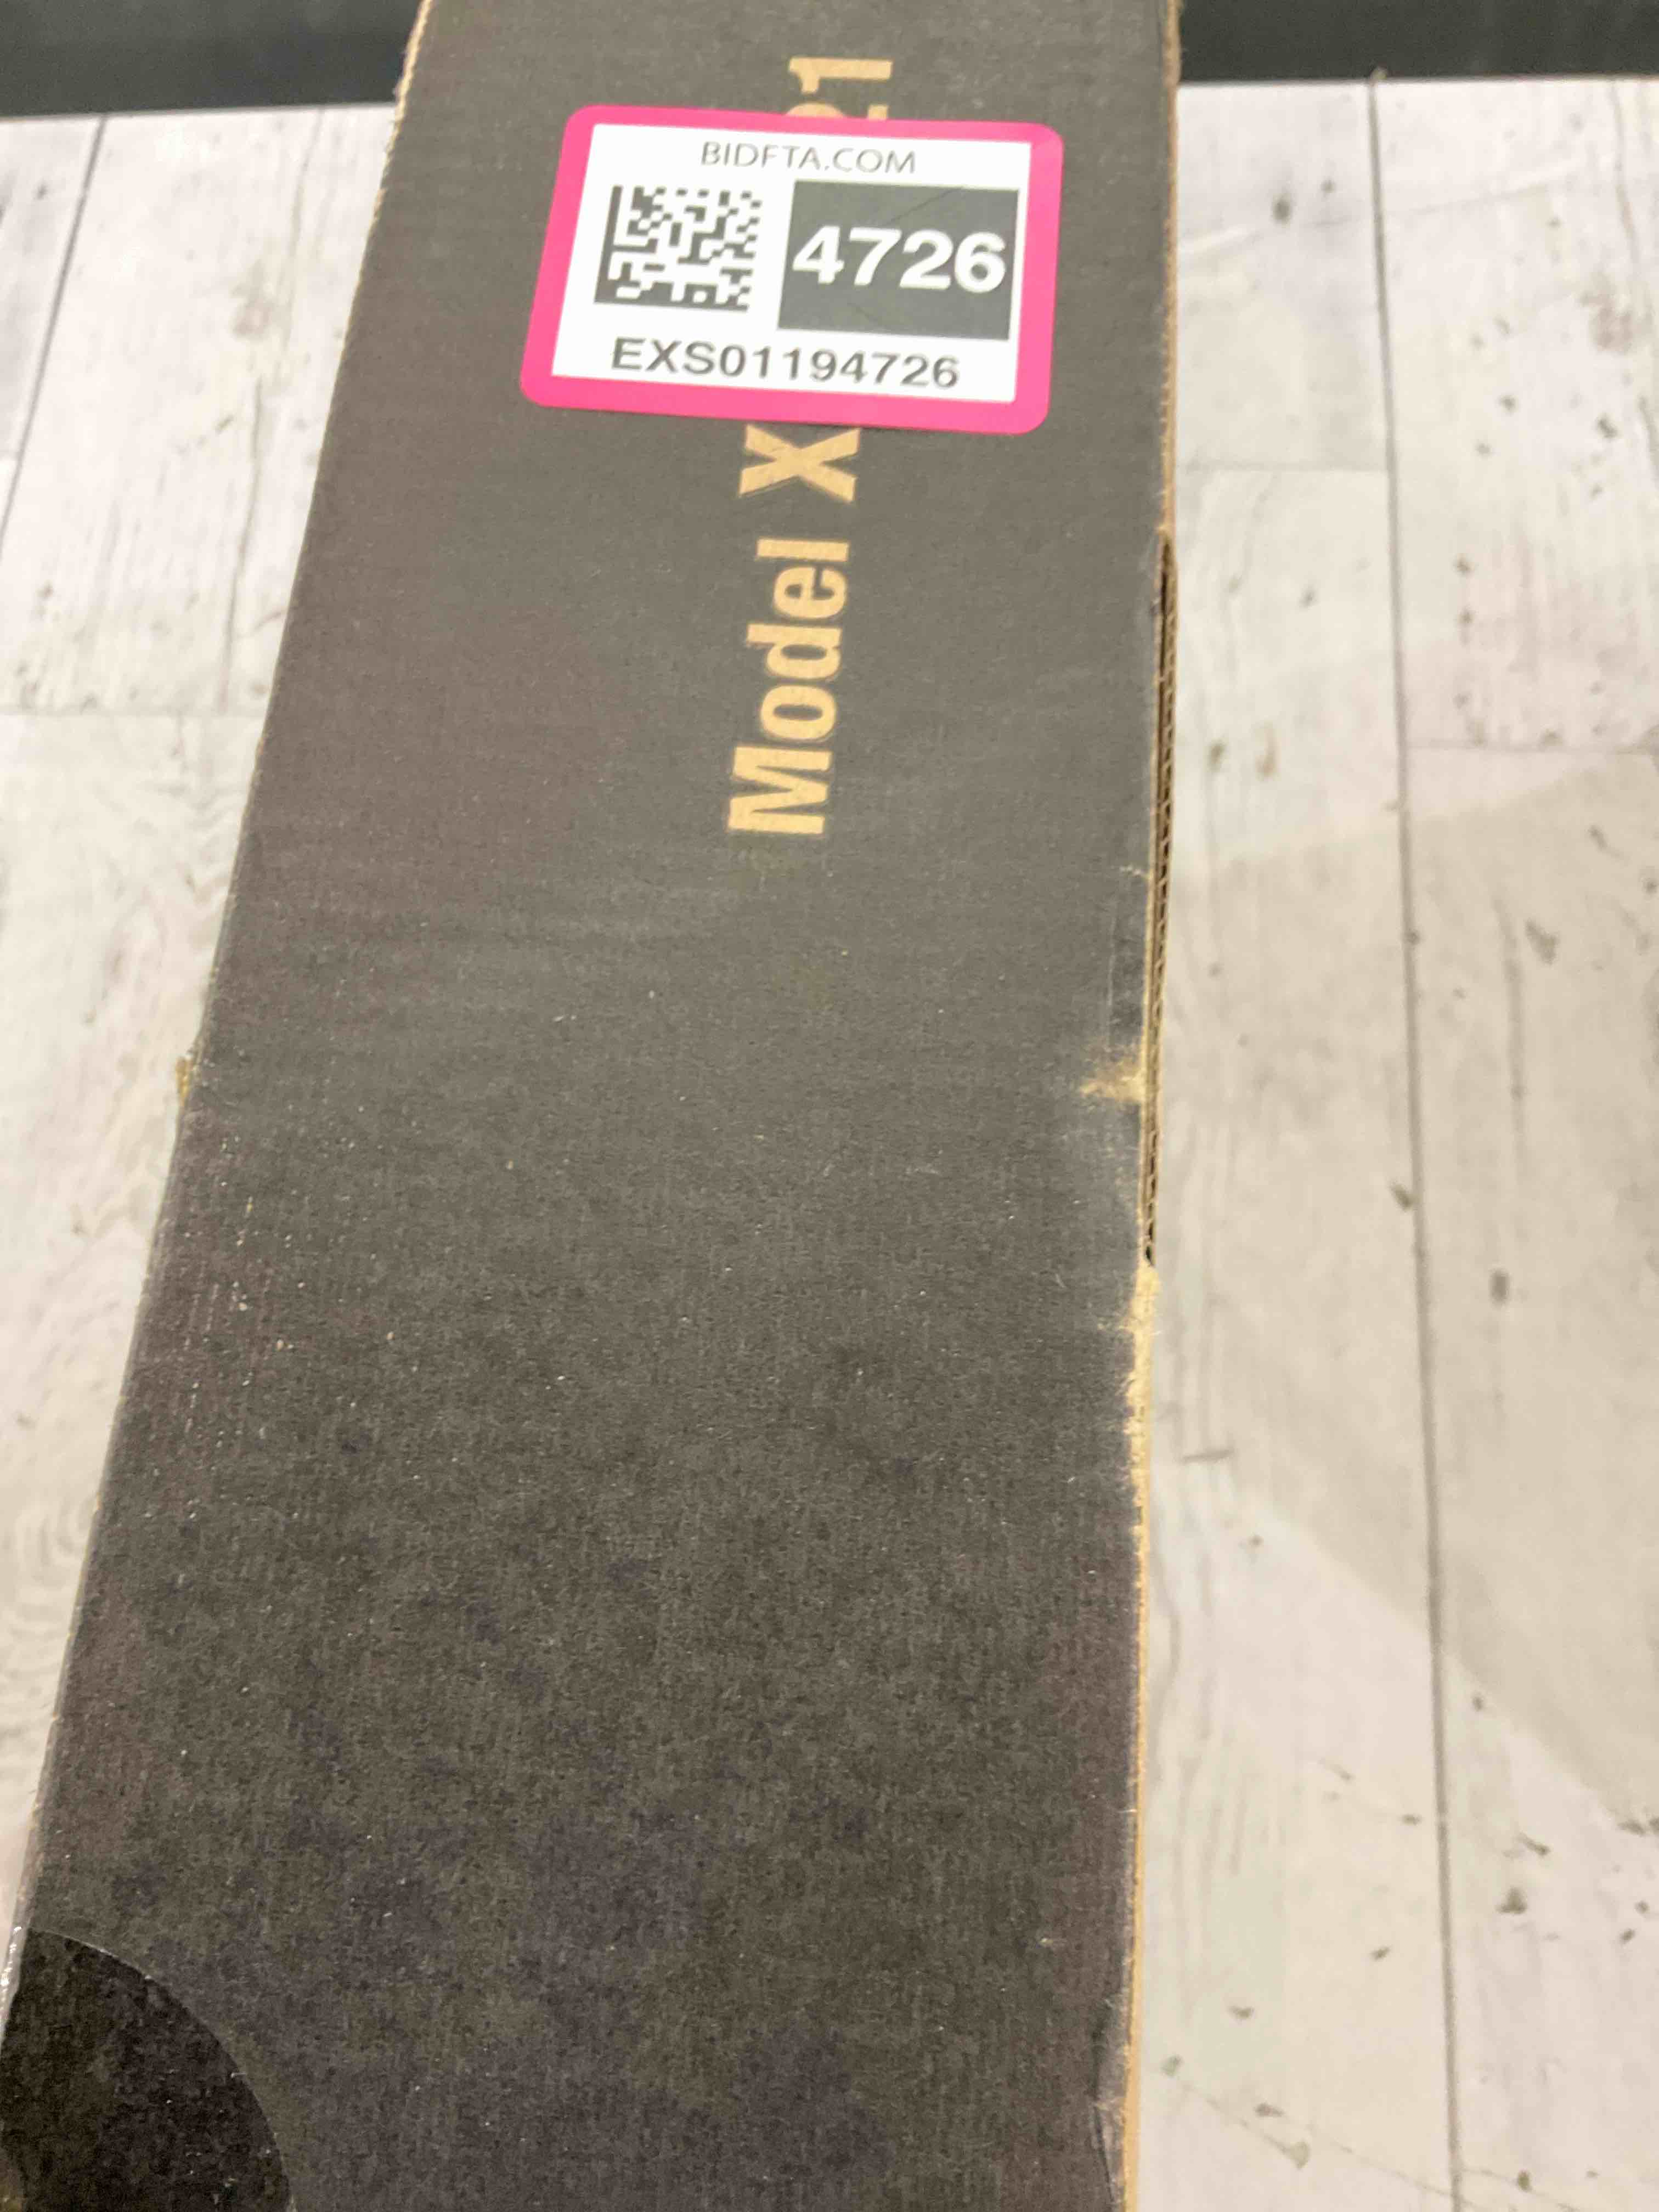 BIDFTA.COM
4726
EXS01194726
Model X